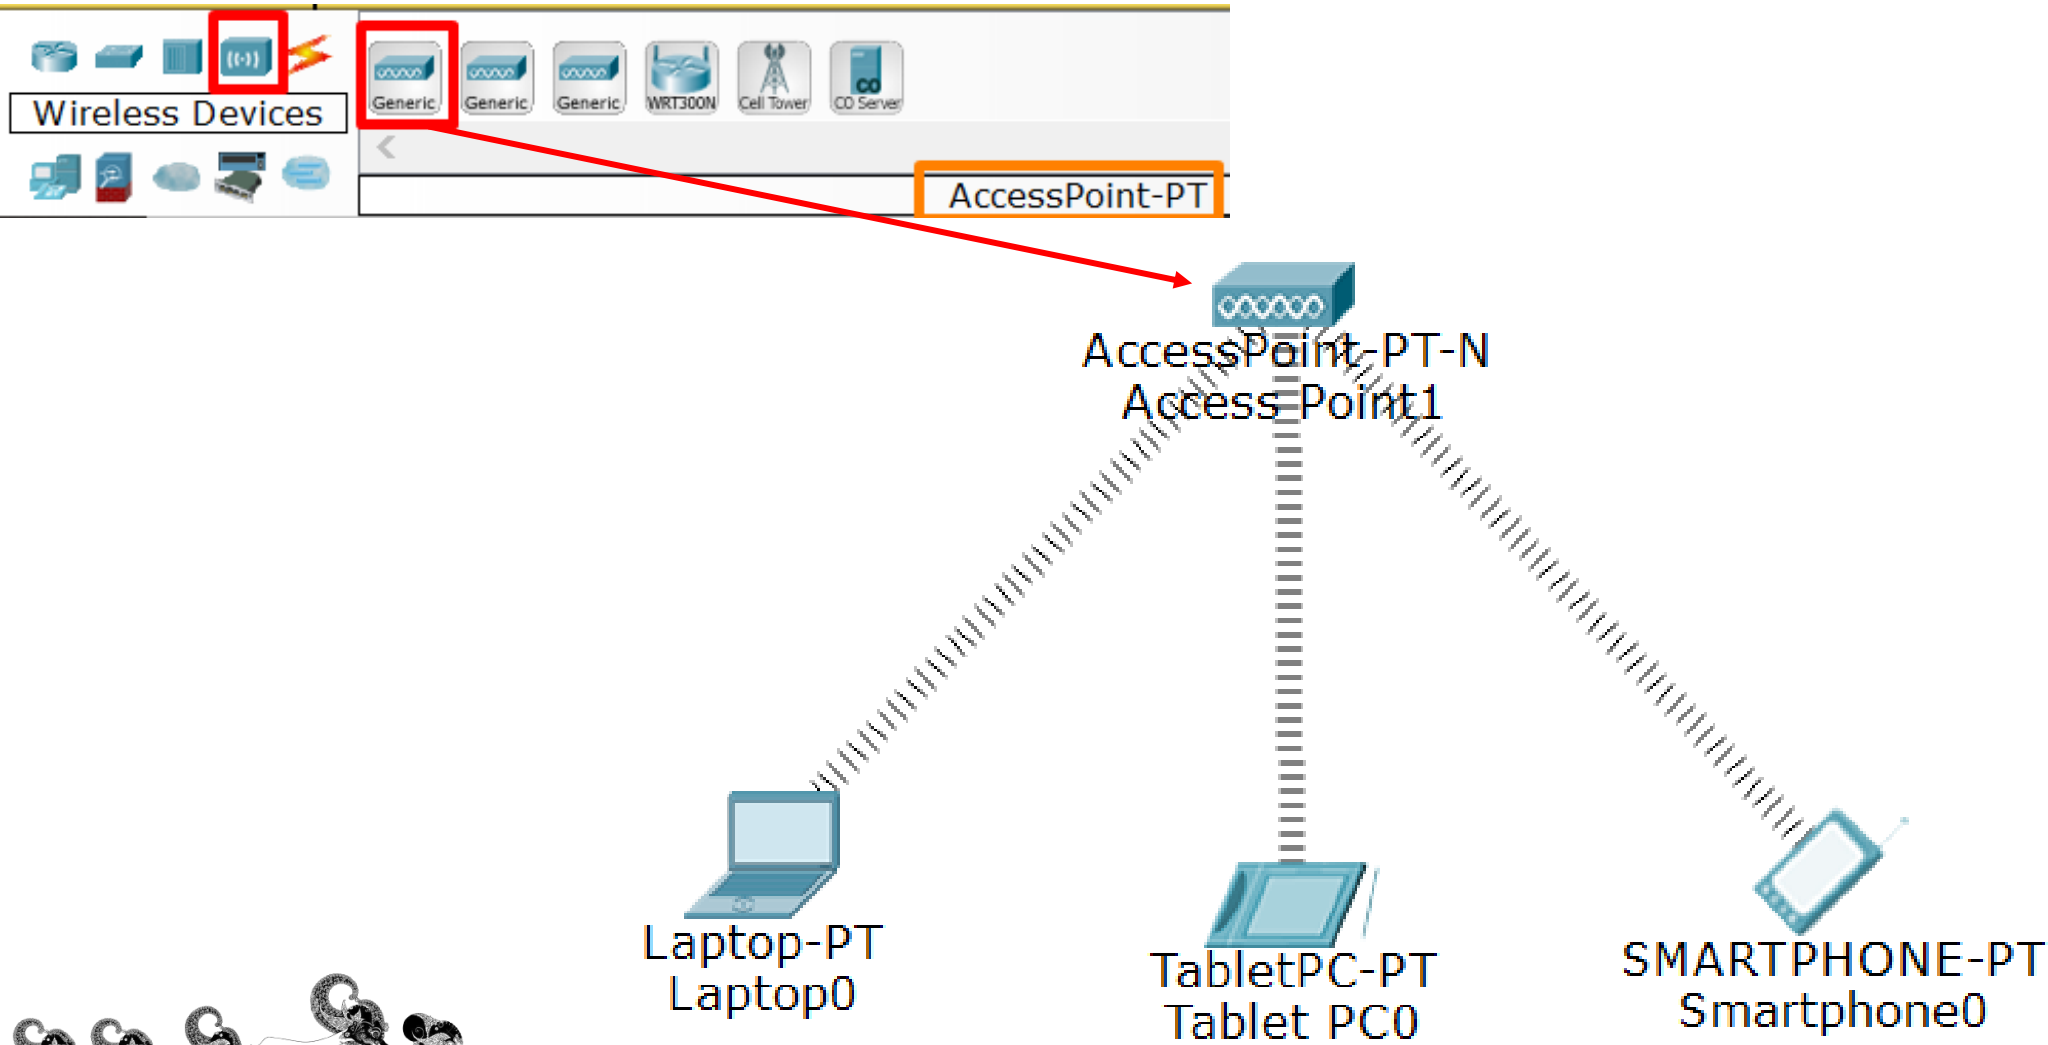 Wireless Devices
Generic
Generic
Generic
WRT300N
Cell Tower
CO
CO Server
AccessPoint-PT
AccessPoint-PT-N
Access Point1
Laptop-PT
Laptop0
TabletPC-PT
Tablet PC0
SMARTPHONE-PT
Smartphone0